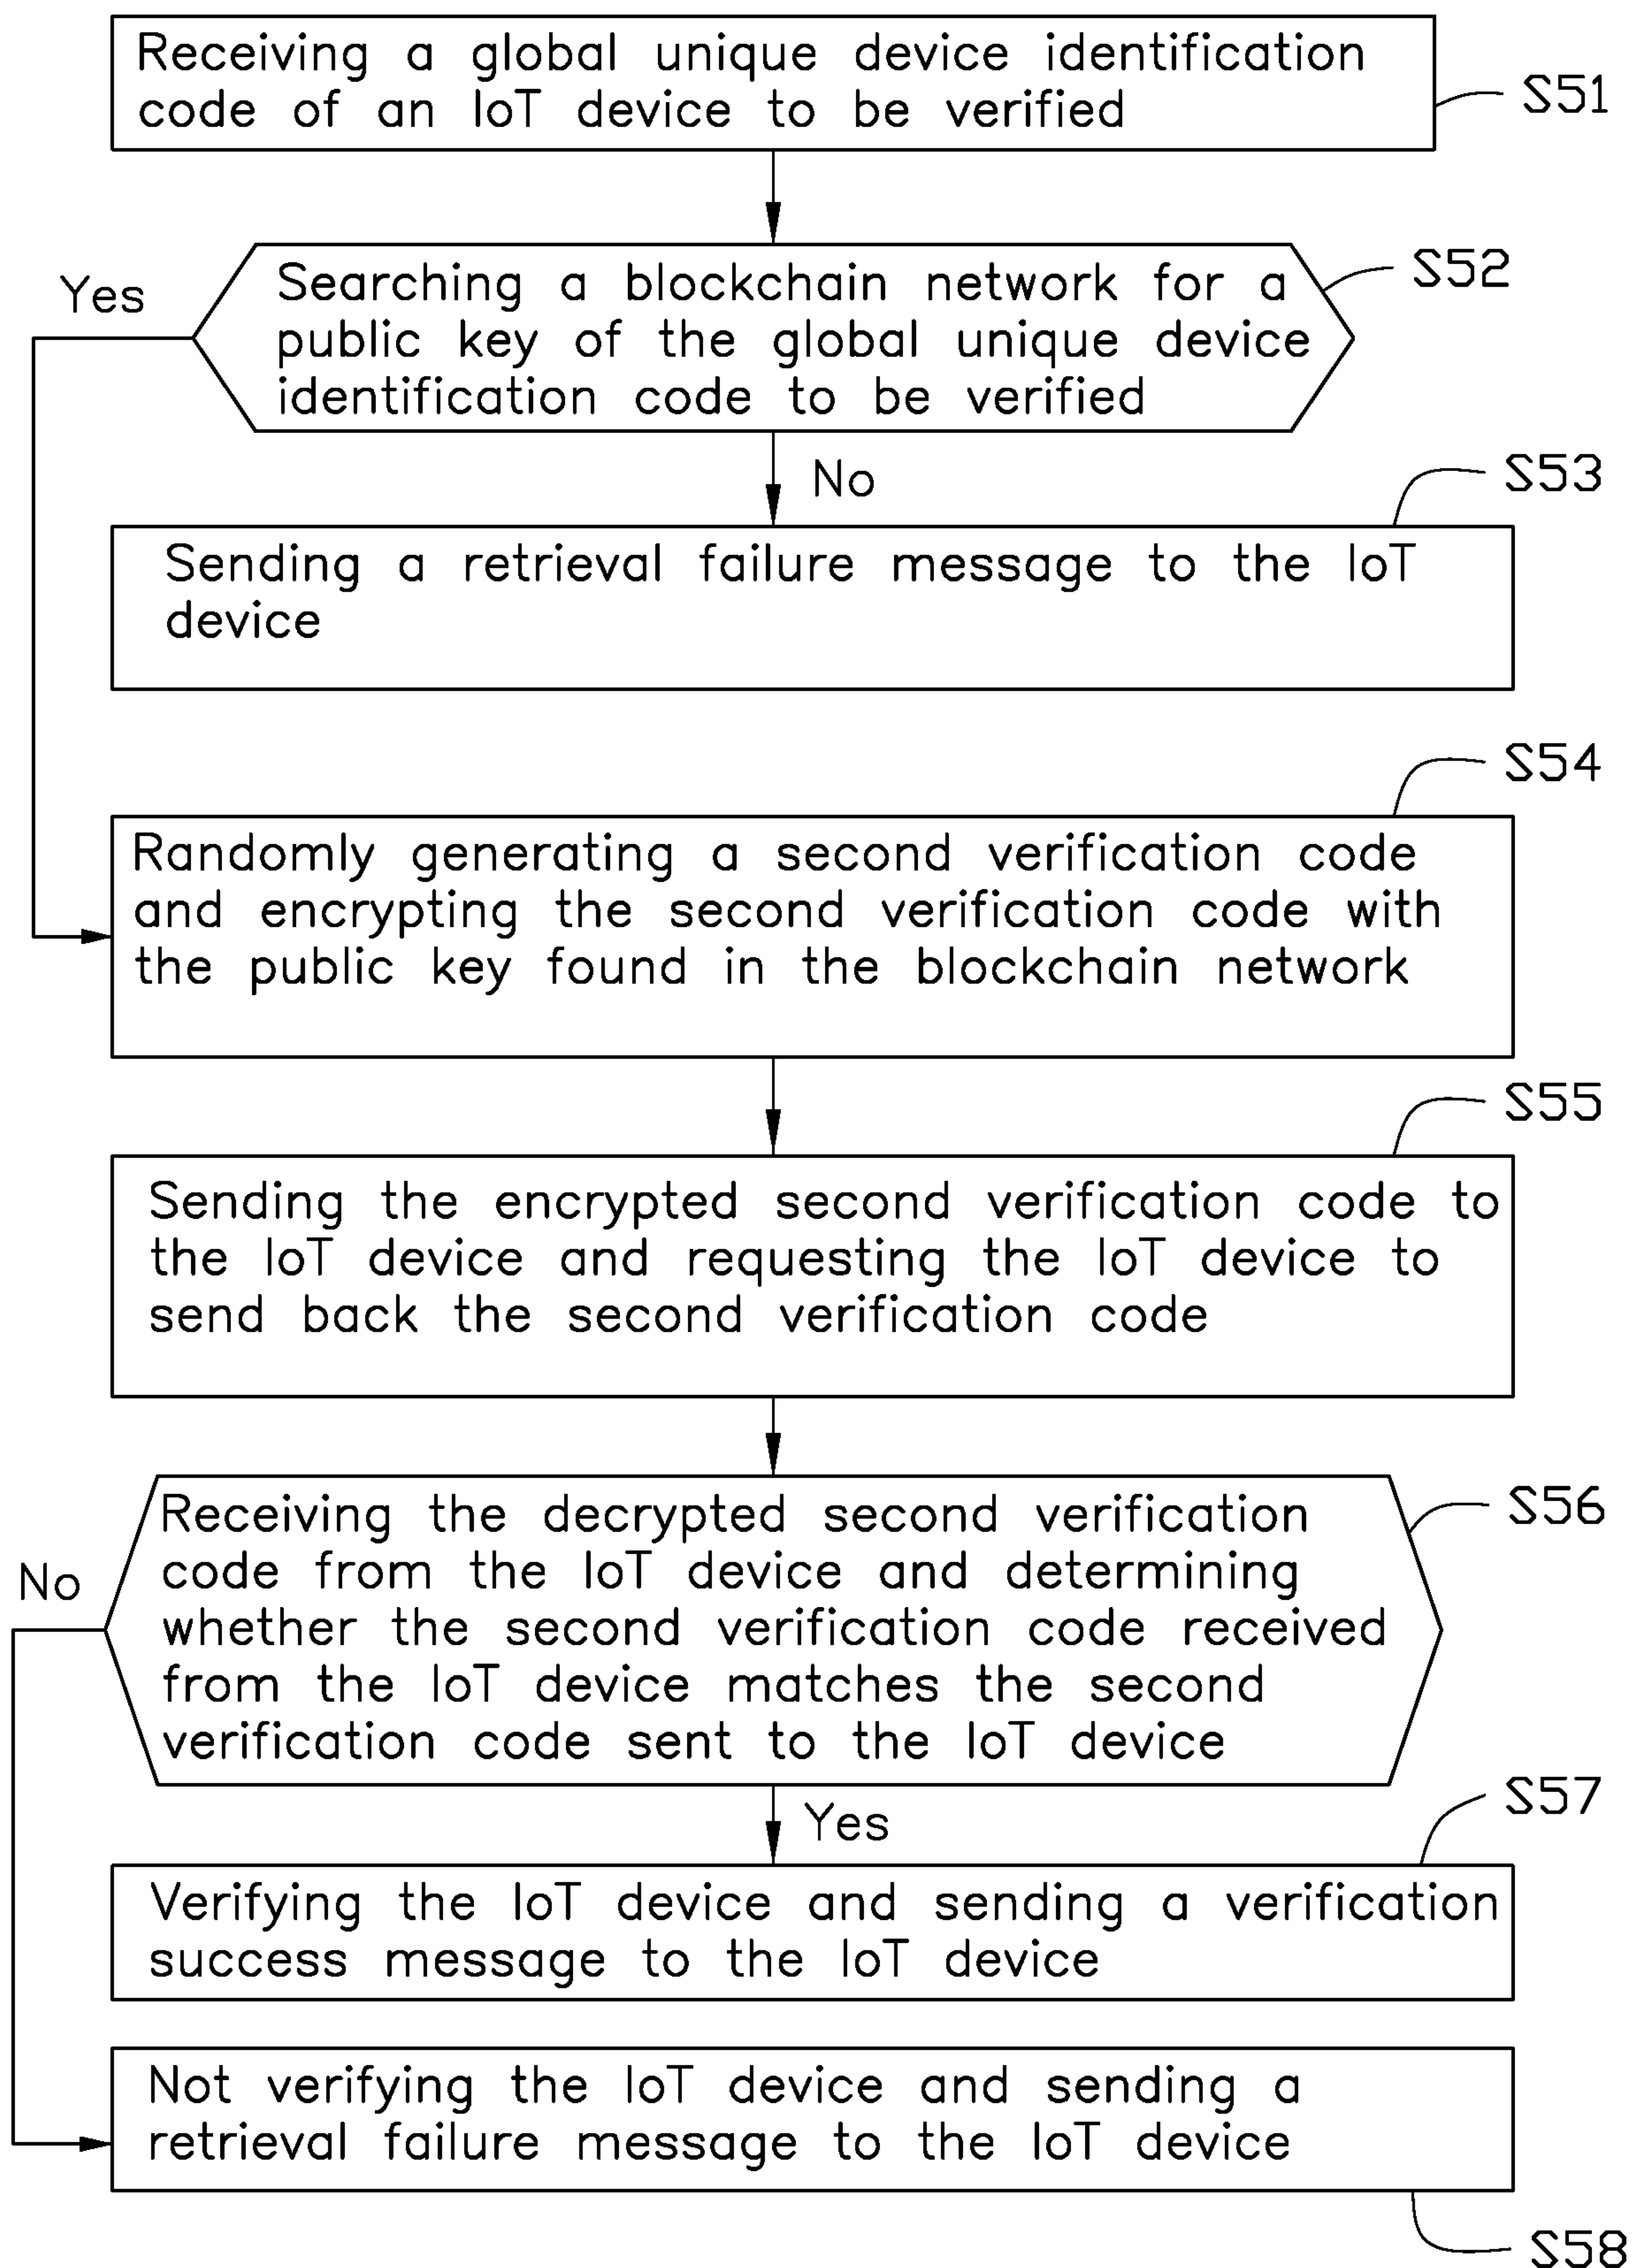 Receiving a global unique device identification
code of an IoT device to be verified
S51
Yes
Searching a blockchain network for a
public key of the global unique device
identification code to be verified
S52
No
S53
Sending a retrieval failure message to the IoT
device
S54
Randomly generating a second verification code
and encrypting the second verification code with
the public key found in the blockchain network
S55
Sending the encrypted second verification code to
the IoT device and requesting the IoT device to
send back the second verification code
S56
No
Receiving the decrypted second verification
code from the IoT device and determining
whether the second verification code received
from the IoT device matches the second
verification code sent to the IoT device
Yes
S57
Verifying the IoT device and sending a verification
success message to the IoT device
Not verifying the IoT device and sending a
retrieval failure message to the IoT device
S58